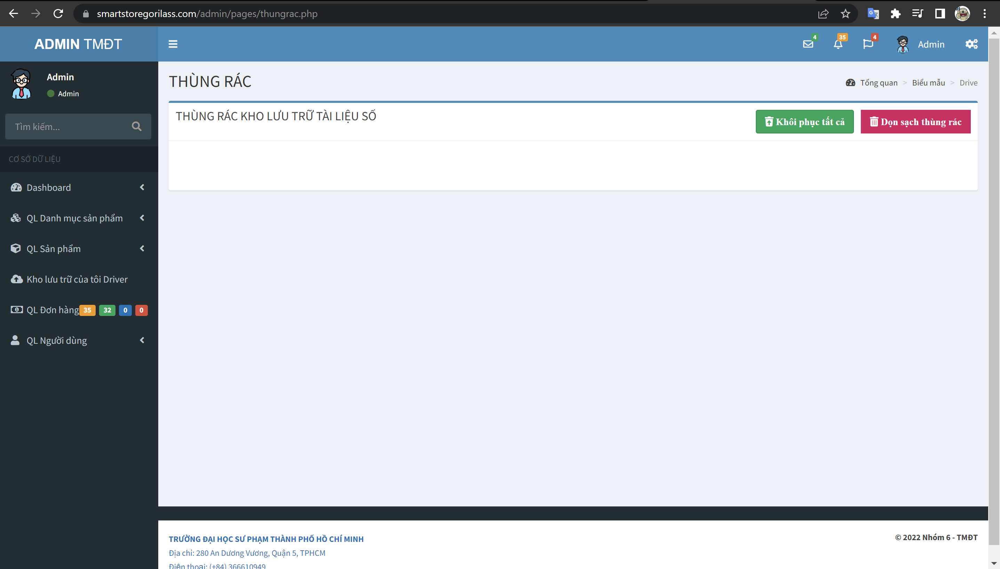 smartstoregorilass.com/admin/pages/thungrac.php
ADMIN TMĐT
4
35
4
Admin
Admin
Admin
Tìm kiếm...
CƠ SỞ DỮ LIỆU
Dashboard
QL Danh mục sản phẩm
QL Sản phẩm
Kho lưu trữ của tôi Driver
QL Đơn hàng 35 32 0 0
QL Người dùng
THÙNG RÁC
Tổng quan > Biểu mẫu > Drive
THÙNG RÁC KHO LƯU TRỮ TÀI LIỆU SỐ
Khôi phục tất cả
Dọn sạch thùng rác
TRƯỜNG ĐẠI HỌC SƯ PHẠM THÀNH PHỐ HỒ CHÍ MINH
Địa chỉ: 280 An Dương Vương, Quận 5, TPHCM
Điện thoại: (+84) 366610949
© 2022 Nhóm 6 - TMĐT